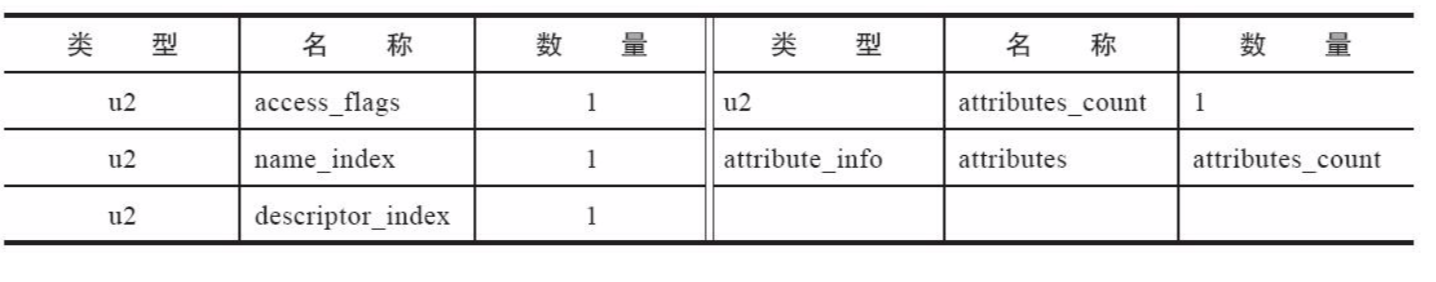 类 型 名 称 数 量 类 型 名 称 数 量
u2 access_flags 1 u2 attributes_count 1
u2 name_index 1 attribute_info attributes attributes_count
u2 descriptor_index 1